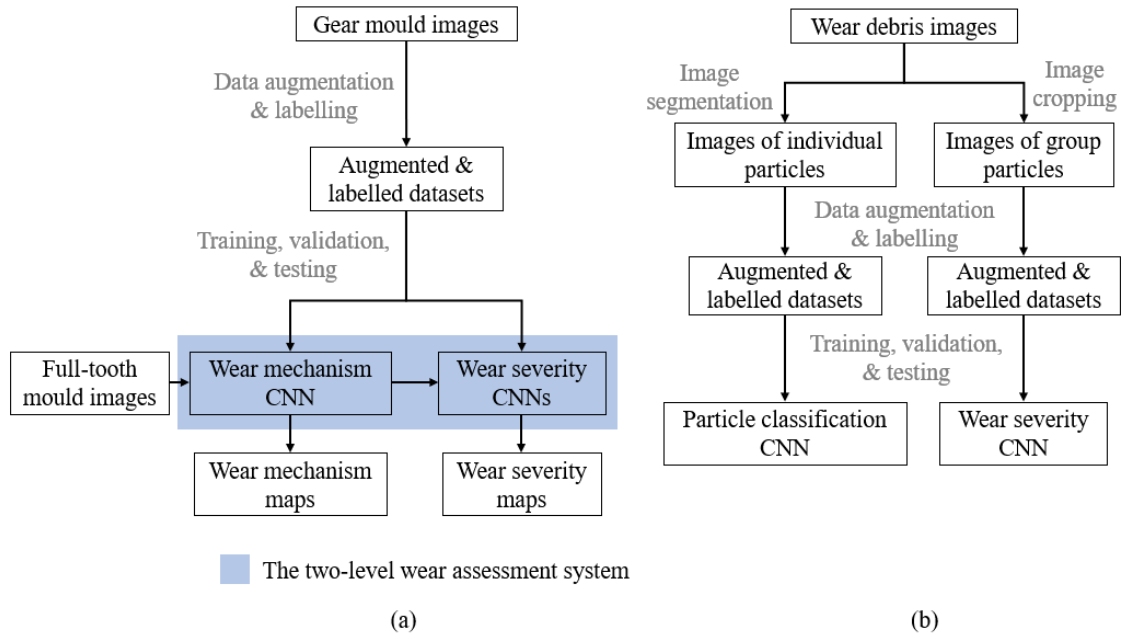 Gear mould images
Data augmentation
& labelling
Augmented &
labelled datasets
Training, validation,
& testing
Full-tooth
mould images
Wear mechanism
CNN
Wear severity
CNNs
Wear mechanism
maps
Wear severity
maps
The two-level wear assessment system
(a)
Wear debris images
Image
segmentation
Image
cropping
Images of individual
particles
Images of group
particles
Data augmentation
& labelling
Augmented &
labelled datasets
Augmented &
labelled datasets
Training, validation,
& testing
Particle classification
CNN
Wear severity
CNN
(b)